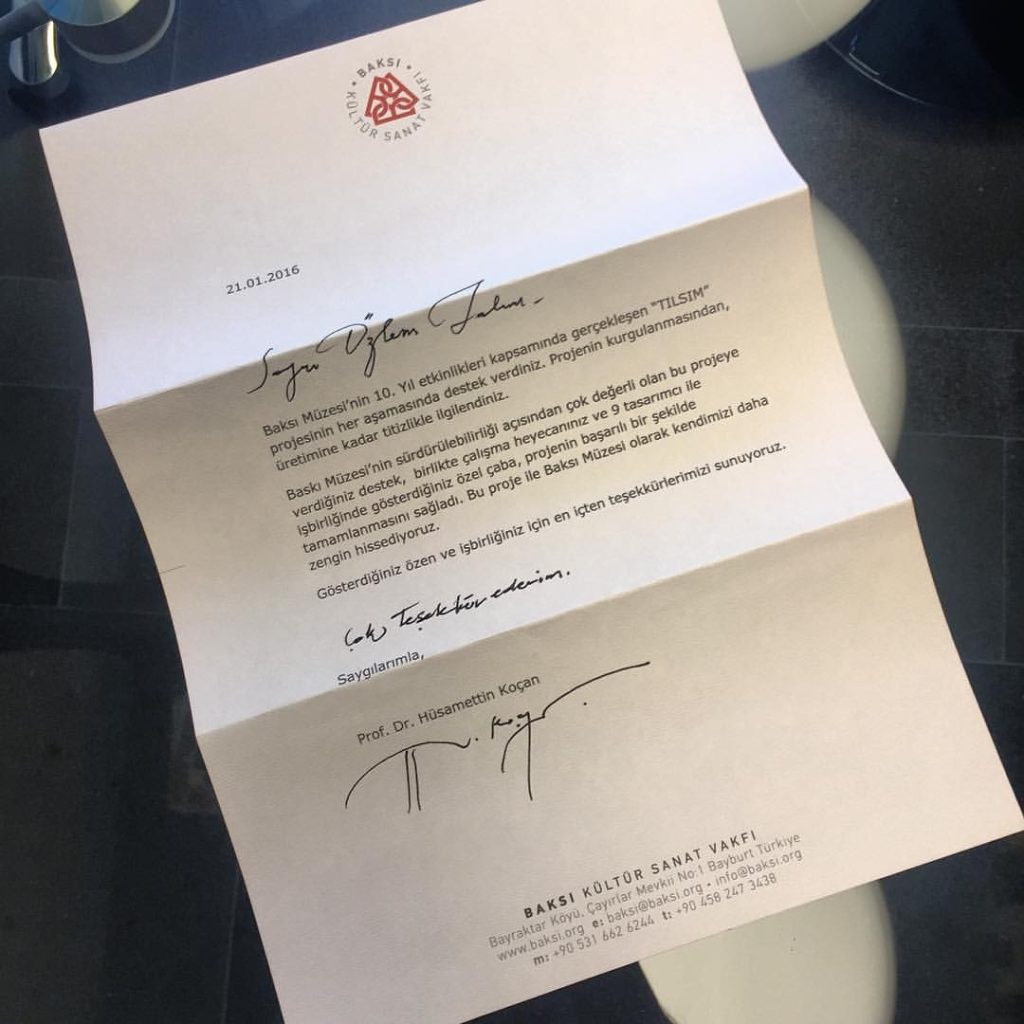 BAKSI
KÜLTÜR SANAT VAKFI
21.01.2016
Sayın Özlem Yalım -
Baksı Müzesi'nin 10. Yıl etkinlikleri kapsamında gerçekleşen "TILSIM"
projesinin her aşamasında destek verdiniz. Projenin kurgulanmasından,
üretimine kadar titizlikle ilgilendiniz.
Baskı Müzesi'nin sürdürülebilirliği açısından çok değerli olan bu projeye
verdiğiniz destek, birlikte çalışma heyecanınız ve 9 tasarımcı ile
işbirliğinde gösterdiğiniz özel çaba, projenin başarılı bir şekilde
tamamlanmasını sağladı. Bu proje ile Baksı Müzesi olarak kendimizi daha
zengin hissediyoruz.
Gösterdiğiniz özen ve işbirliğiniz için en içten teşekkürlerimizi sunuyoruz.
Çok Teşekkür ederim.
Saygılarımla,
Prof. Dr. Hüsamettin Koçan
BAKSI KÜLTÜR SANAT VAKFI
Bayraktar Köyü, Çayırlar Mevkii No:1 Bayburt Türkiye
www.baksi.org e: baksi@baksi.org - info@baksi.org
m: +90 531 662 6244 t: +90 458 247 3438